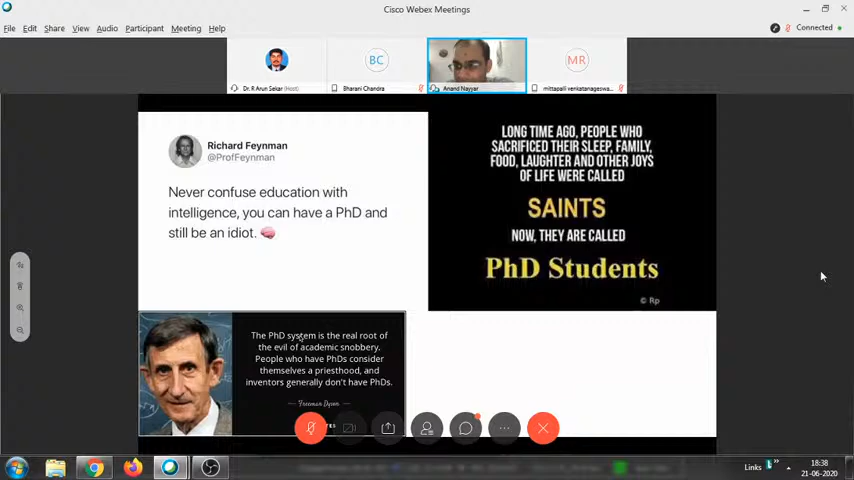 Cisco Webex Meetings
File Edit Share View Audio Participant Meeting Help
Connected
BC
MR
Dr. R Arun Sekar (Host)
Bharani Chandra
Anand Nayyar
mittapalli venkatanageswa...
Richard Feynman
@ProfFeynman
Never confuse education with
intelligence, you can have a PhD and
still be an idiot.
LONG TIME AGO, PEOPLE WHO
SACRIFICED THEIR SLEEP, FAMILY,
FOOD, LAUGHTER AND OTHER JOYS
OF LIFE WERE CALLED
SAINTS
NOW, THEY ARE CALLED
PhD Students
© Rp
The PhD system is the real root of
the evil of academic snobbery.
People who have PhDs consider
themselves a priesthood, and
inventors generally don't have PhDs.
Freeman Dyson
Links
18:38
21-06-2020